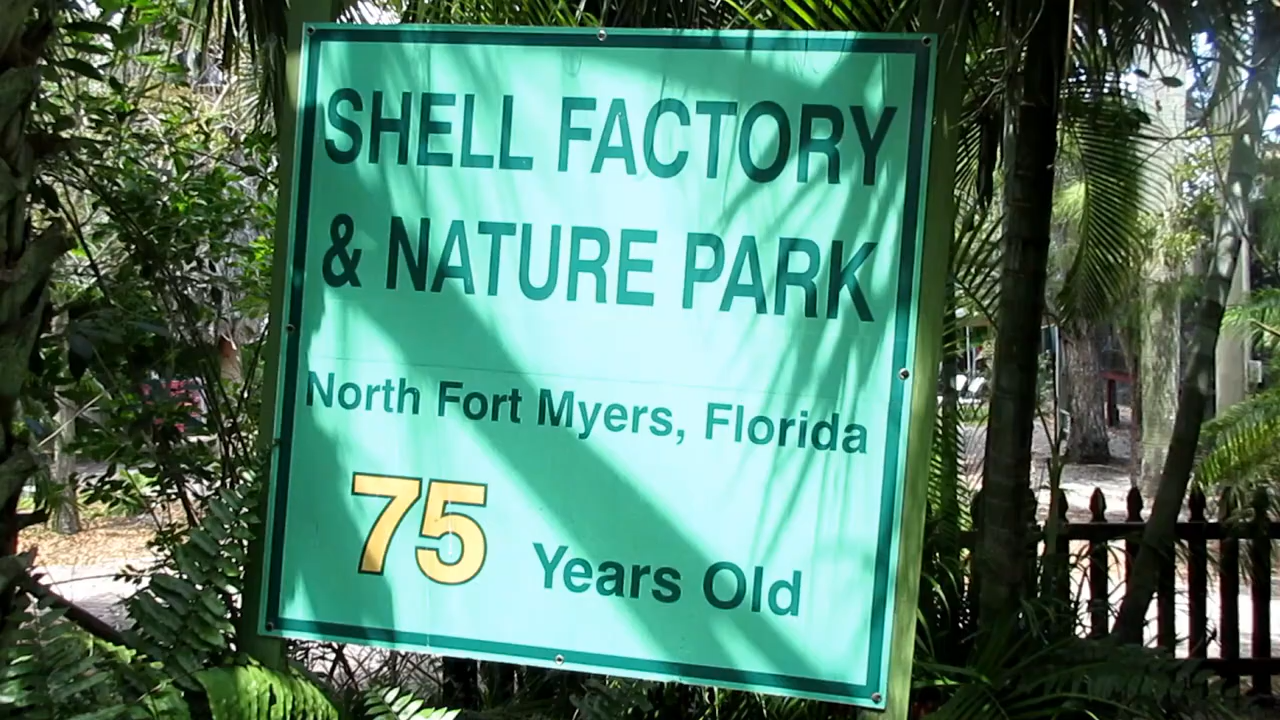 SHELL FACTORY
& NATURE PARK
North Fort Myers, Florida
75 Years Old